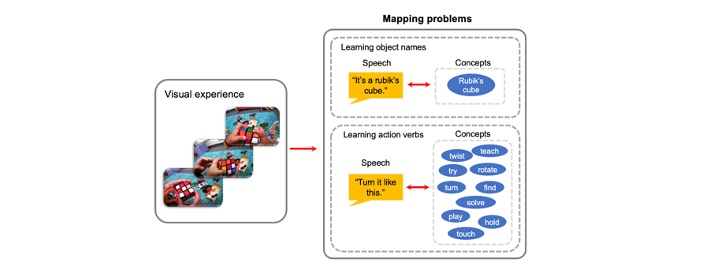 Mapping problems
Visual experience
Learning object names
Speech
Concepts
"It's a rubik's
cube."
Rubik's
cube
Learning action verbs
Speech
Concepts
"Turn it like
this."
twist
teach
try
rotate
turn
find
solve
play
hold
touch